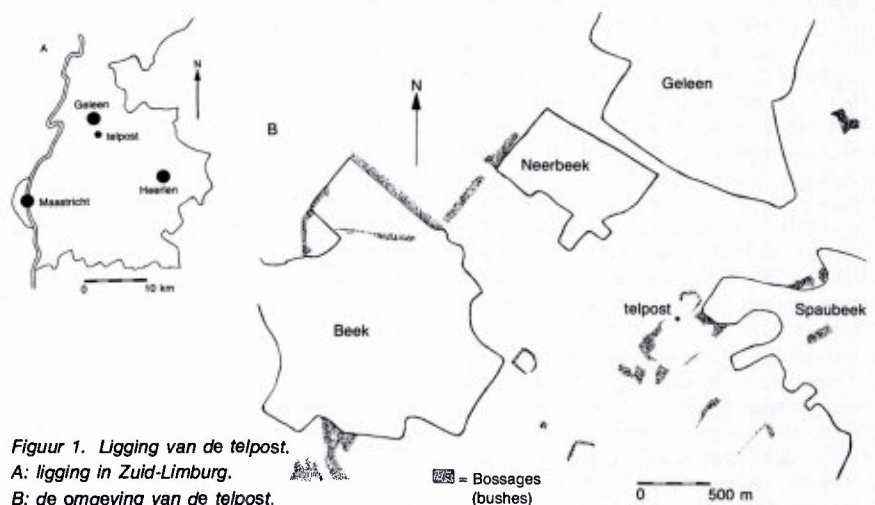 A
N
Geleen
telpost
Heerlen
Maastricht
0 10 km
B
N
Geleen
Neerbeek
telpost
Spaubeek
Beek
Figuur 1. Ligging van de telpost.
A: ligging in Zuid-Limburg.
B: de omgeving van de telpost.
= Bossages
(bushes)
0 500 m